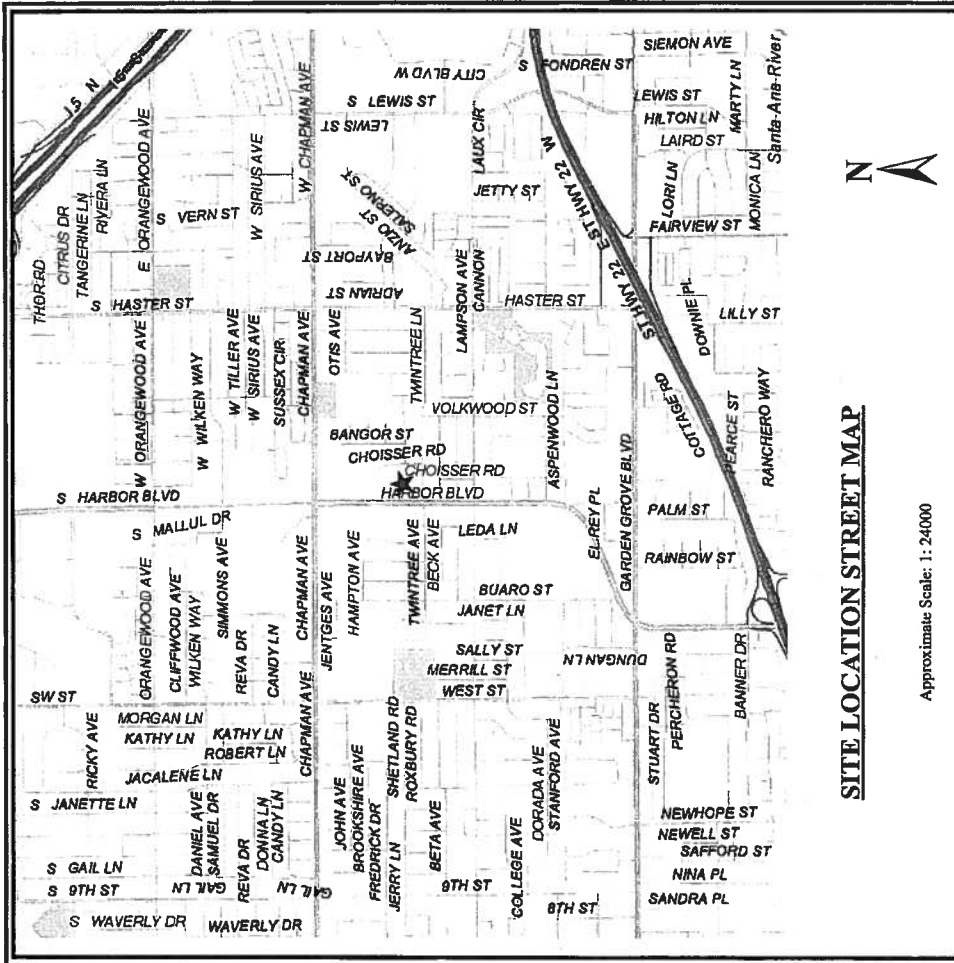 I 5 N
S HARBOR BLVD
S MALLUL DR
SW ST
S JANETTE LN
S GAIL LN
S 9TH ST
S WAVERLY DR
THOR RD
CITRUS DR
TANGERINE LN
RIVERA LN
S HASTER ST
E ORANGEWOOD AVE
W ORANGEWOOD AVE
ORANGEWOOD AVE
CLIFFWOOD AVE
WILKEN WAY
RICKY AVE
MORGAN LN
KATHY LN
JACALENE LN
S VERN ST
W WILKEN WAY
W TILLER AVE
W SIRIUS AVE
SUSSEX CIR
W SIRIUS AVE
SIMMONS AVE
REVA DR
CANDY LN
KATHY LN
ROBERT LN
DANIEL AVE
SAMUEL DR
REVA DR
DONNA LN
CANDY LN
GAIL LN
GAIL LN
WAVERLY DR
W CHAPMAN AVE
CHAPMAN AVE
CHAPMAN AVE
CHAPMAN AVE
CITY BLVD W
S LEWIS ST
LEWIS ST
SALERNO ST
ANZIO ST
BAYPORT ST
ADRIAN ST
OTIS AVE
BANGOR ST
CHOISSER RD
CHOISSER RD
HARBOR BLVD
JENTGES AVE
HAMPTON AVE
JOHN AVE
BROOKSHIRE AVE
FREDRICK DR
JERRY LN
SHETLAND RD
ROXBURY RD
TWINTREE LN
VOLKWOOD ST
TWINTREE AVE
BECK AVE
BETA AVE
LAUX CIR
JETTY ST
LAMPSON AVE
CANNON
HASTER ST
LEDA LN
BUARO ST
JANET LN
SALLY ST
MERRILL ST
WEST ST
9TH ST
COLLEGE AVE
DORADA AVE
STANFORD AVE
8TH ST
S FONDREN ST
ST HWY 22 W
ST HWY 22 E
ASPENWOOD LN
EL REY PL
DUNGAN LN
GARDEN GROVE BLVD
SIEMON AVE
LEWIS ST
HILTON LN
LAIRD ST
MARTY LN
Santa-Ana-River
LORI LN
MONICA LN
FAIRVIEW ST
DOWNIE PL
LILLY ST
COTTAGE RD
PEARCE ST
RANCHERO WAY
PALM ST
RAINBOW ST
STUART DR
PERCHERON RD
BANNER DR
NEWHOPE ST
NEWELL ST
SAFFORD ST
NINA PL
SANDRA PL
N
SITE LOCATION STREET MAP
Approximate Scale: 1: 24000